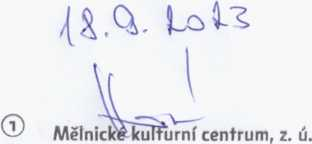 18.9.2023
① Mělnické kulturní centrum, z. ú.